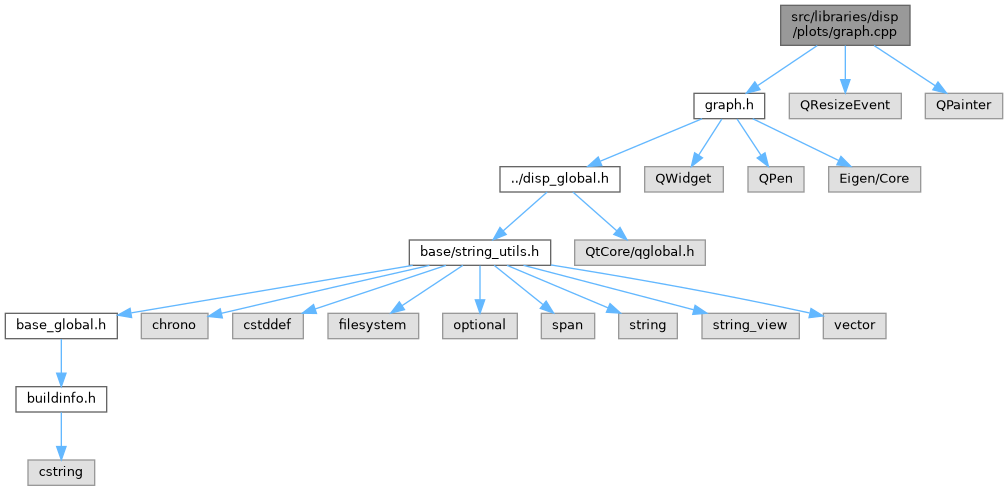 src/libraries/disp
/plots/graph.cpp
graph.h
QResizeEvent
QPainter
../disp_global.h
QWidget
QPen
Eigen/Core
base/string_utils.h
QtCore/qglobal.h
base_global.h
chrono
cstddef
filesystem
optional
span
string
string_view
vector
buildinfo.h
cstring